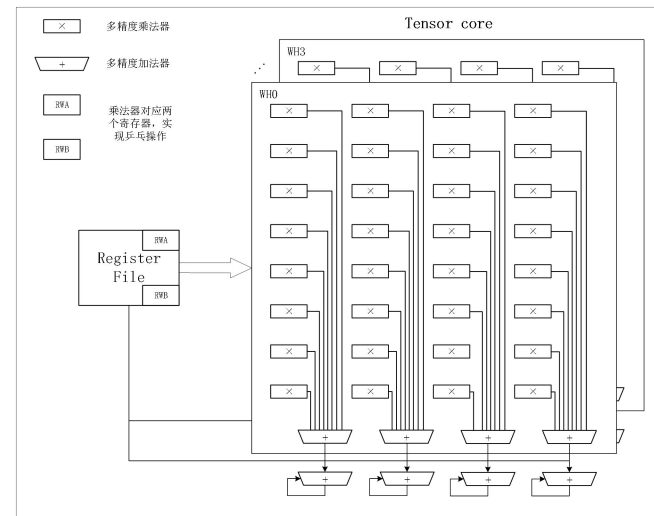 Tensor core
× 多精度乘法器
+ 多精度加法器
RWA
RWB
乘法器对应两
个寄存器，实
现乒乓操作
WH3
× × × ×
WH0
× × × ×
× × × ×
× × × ×
× × × ×
× × × ×
× × × ×
× × × ×
× × × ×
+ + + +
+ + + +
RWA
Register
File
RWB